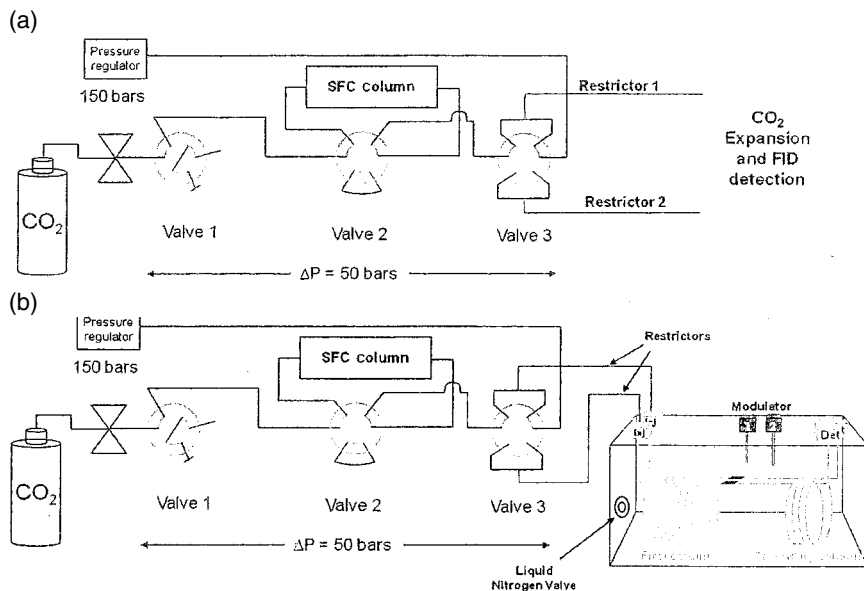 (a)
Pressure
regulator
150 bars
SFC column
Restrictor 1
CO2
Expansion
and FID
detection
Restrictor 2
CO2
Valve 1
Valve 2
Valve 3
ΔP = 50 bars
(b)
Pressure
regulator
150 bars
SFC column
Restrictors
Modulator
Det
CO2
Valve 1
Valve 2
Valve 3
ΔP = 50 bars
Liquid
Nitrogen Valve